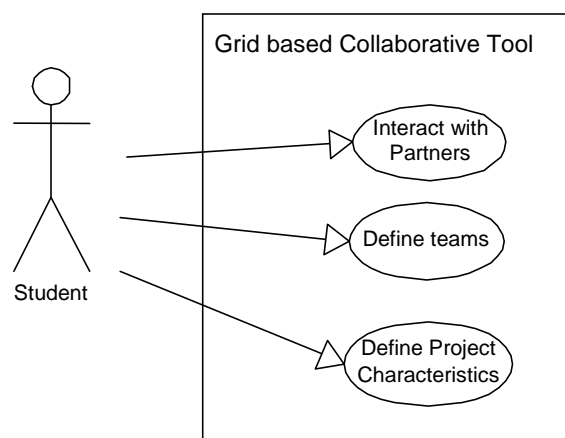 Grid based Collaborative Tool
Interact with
Partners
Define teams
Student
Define Project
Characteristics